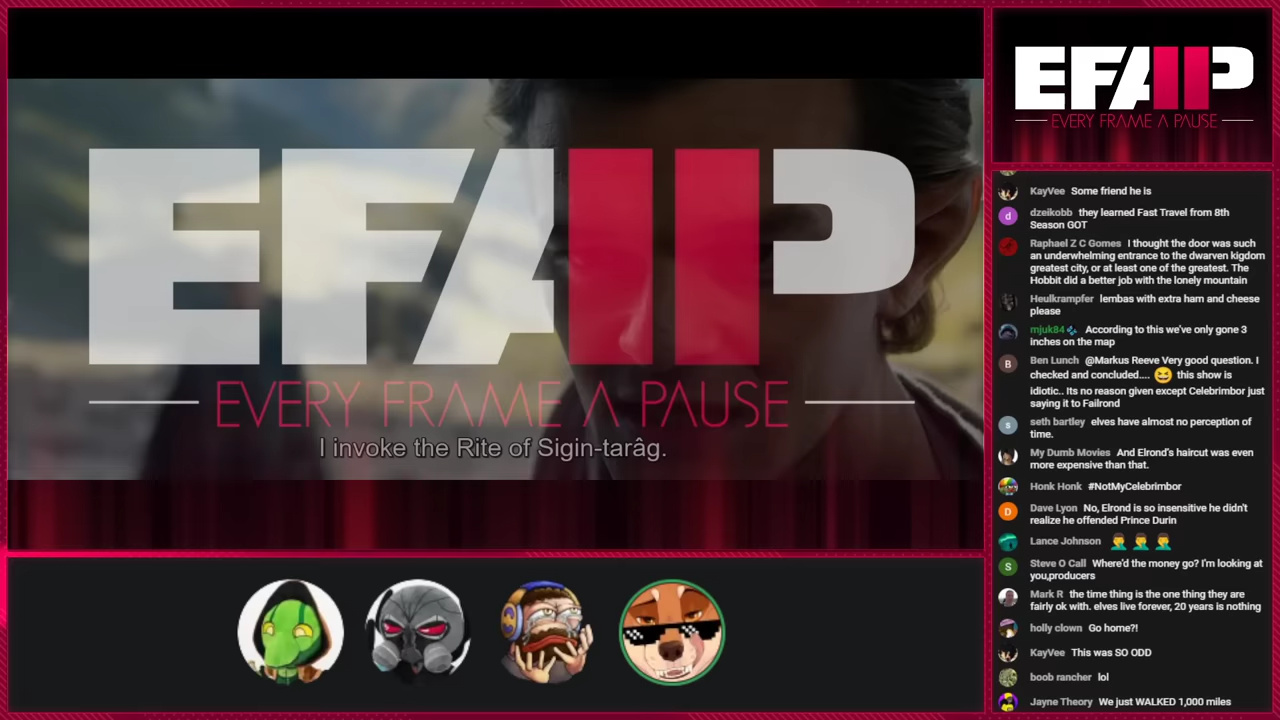 EFAP
EVERY FRAME A PAUSE
I invoke the Rite of Sigin-tarâg.
EFAP
EVERY FRAME A PAUSE
KayVee Some friend he is
d
dzeikobb they learned Fast Travel from 8th
Season GOT
Raphael Z C Gomes I thought the door was such
an underwhelming entrance to the dwarven kigdom
greatest city, or at least one of the greatest. The
Hobbit did a better job with the lonely mountain
Heulkrampfer lembas with extra ham and cheese
please
mjuk84 According to this we've only gone 3
inches on the map
B
Ben Lunch @Markus Reeve Very good question. I
checked and concluded.... 😆 this show is
idiotic.. Its no reason given except Celebrimbor just
saying it to Failrond
s
seth bartley elves have almost no perception of
time.
My Dumb Movies And Elrond's haircut was even
more expensive than that.
Honk Honk #NotMyCelebrimbor
D
Dave Lyon No, Elrond is so insensitive he didn't
realize he offended Prince Durin
Lance Johnson 🤦‍♂️ 🤦‍♂️ 🤦‍♂️
S
Steve O Call Where'd the money go? I'm looking at
you,producers
Mark R the time thing is the one thing they are
fairly ok with. elves live forever, 20 years is nothing
holly clown Go home?!
KayVee This was SO ODD
boob rancher lol
Jayne Theory We just WALKED 1,000 miles